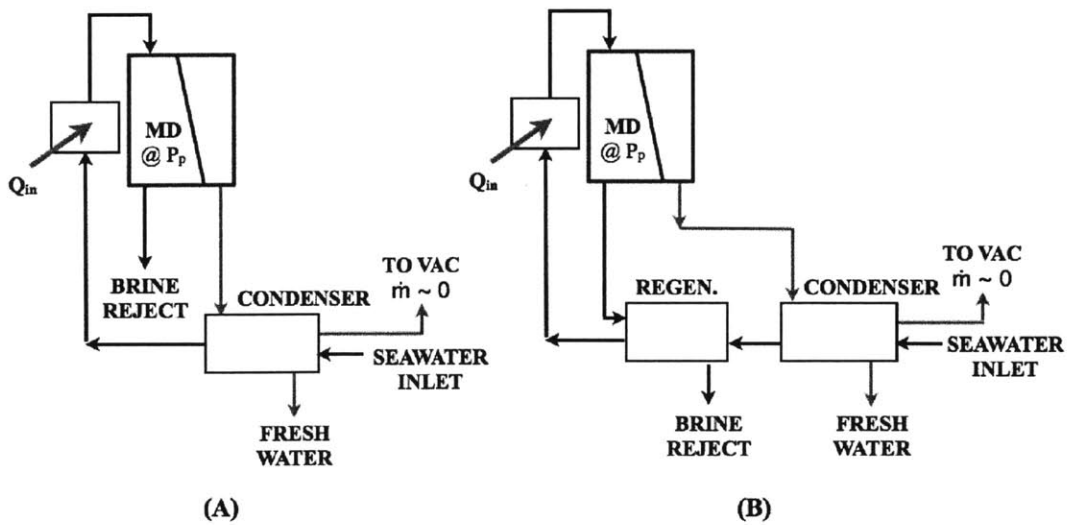 MD
@ Pp
Qin
BRINE
REJECT
CONDENSER
TO VAC
ṁ ~ 0
SEAWATER
INLET
FRESH
WATER
(A)
MD
@ Pp
Qin
REGEN.
CONDENSER
TO VAC
ṁ ~ 0
SEAWATER
INLET
BRINE
REJECT
FRESH
WATER
(B)